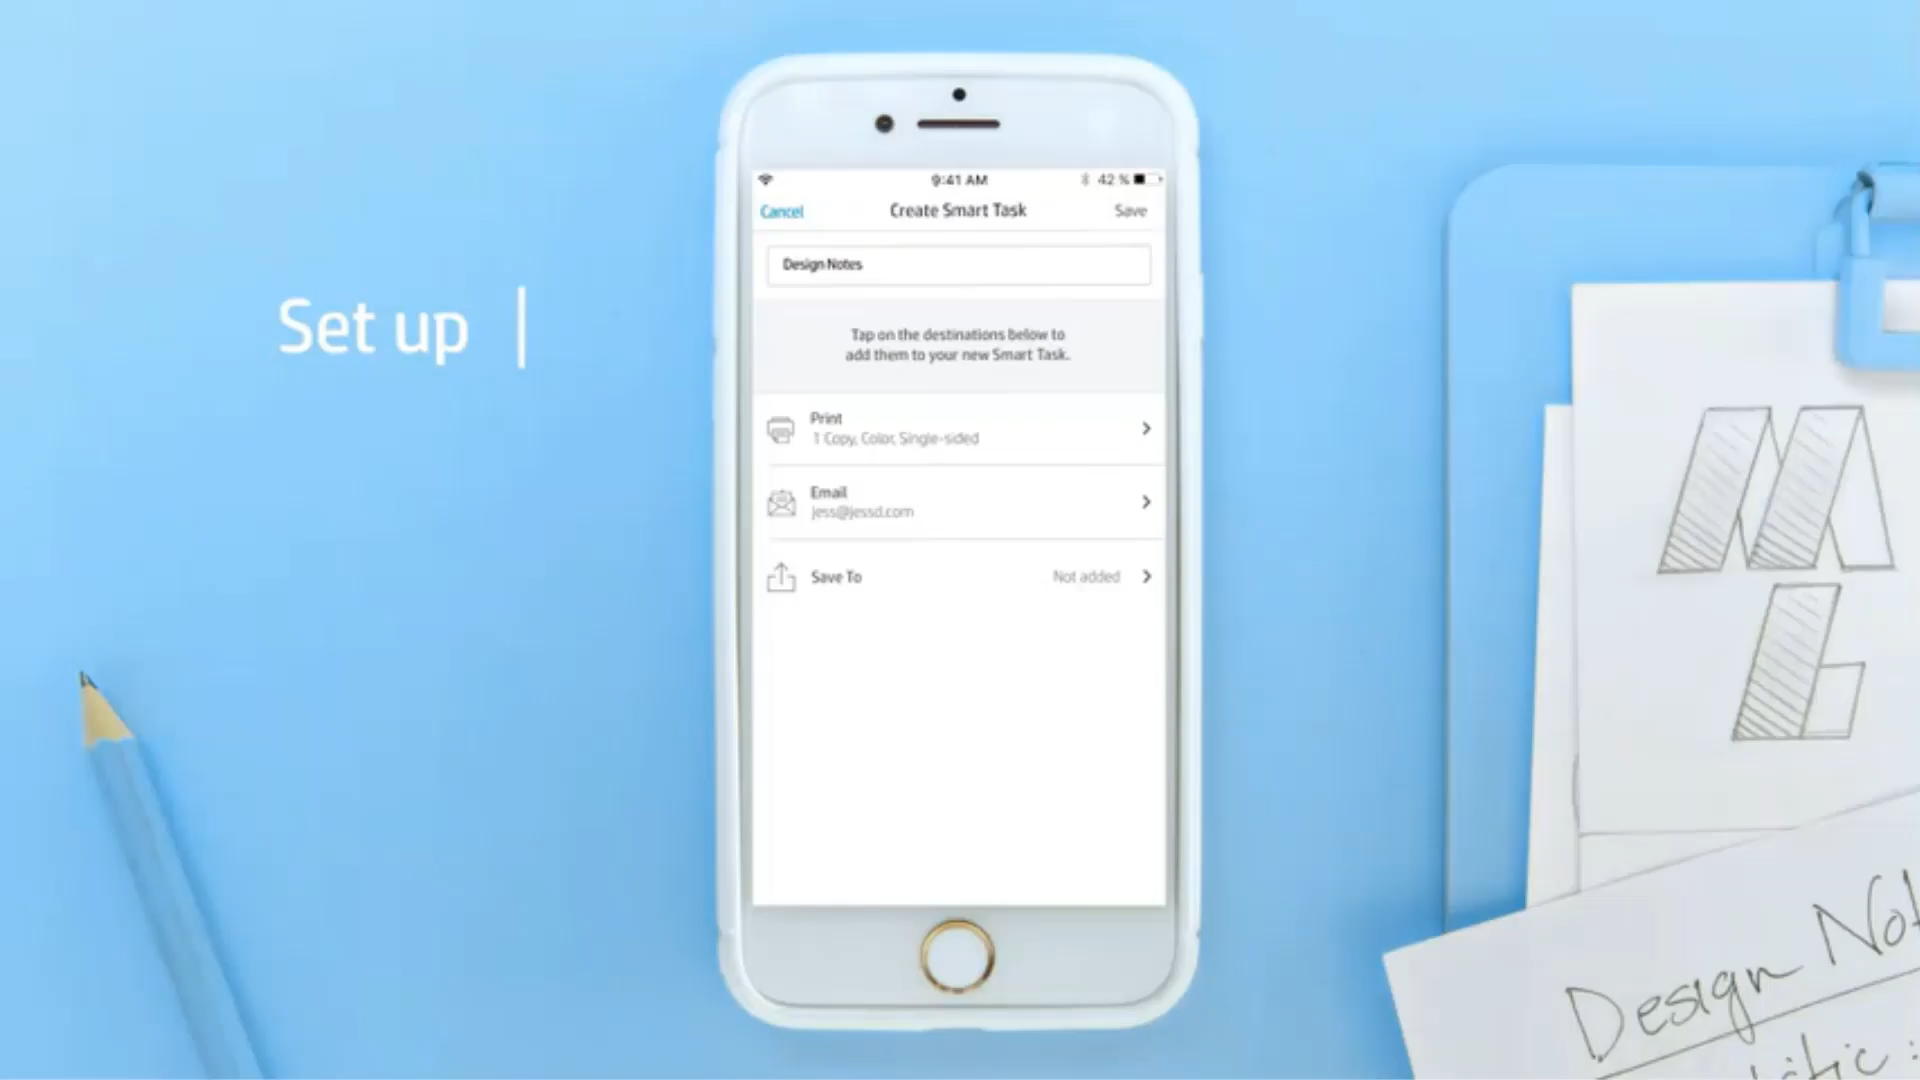 Set up
9:41 AM
42 %
Cancel
Create Smart Task
Save
Design Notes
Tap on the destinations below to
add them to your new Smart Task.
Print
1 Copy, Color, Single-sided
Email
jess@jessd.com
Save To
Not added
M
L
Design Not